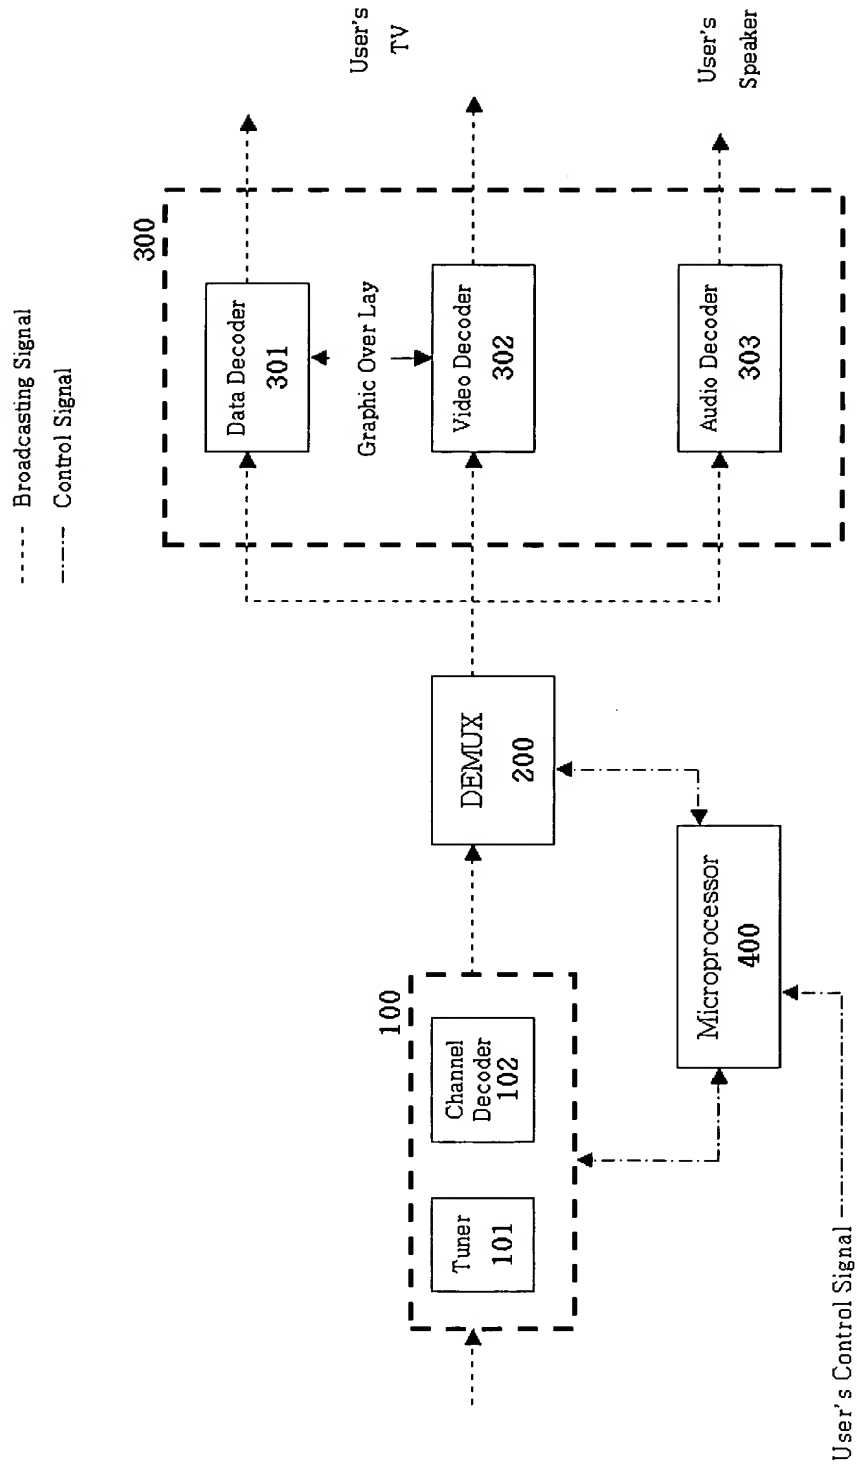 ----- Broadcasting Signal
-·-·- Control Signal
300
Data Decoder
301
Graphic Over Lay
Video Decoder
302
Audio Decoder
303
User's
TV
User's
Speaker
100
Tuner
101
Channel
Decoder
102
DEMUX
200
Microprocessor
400
User's Control Signal